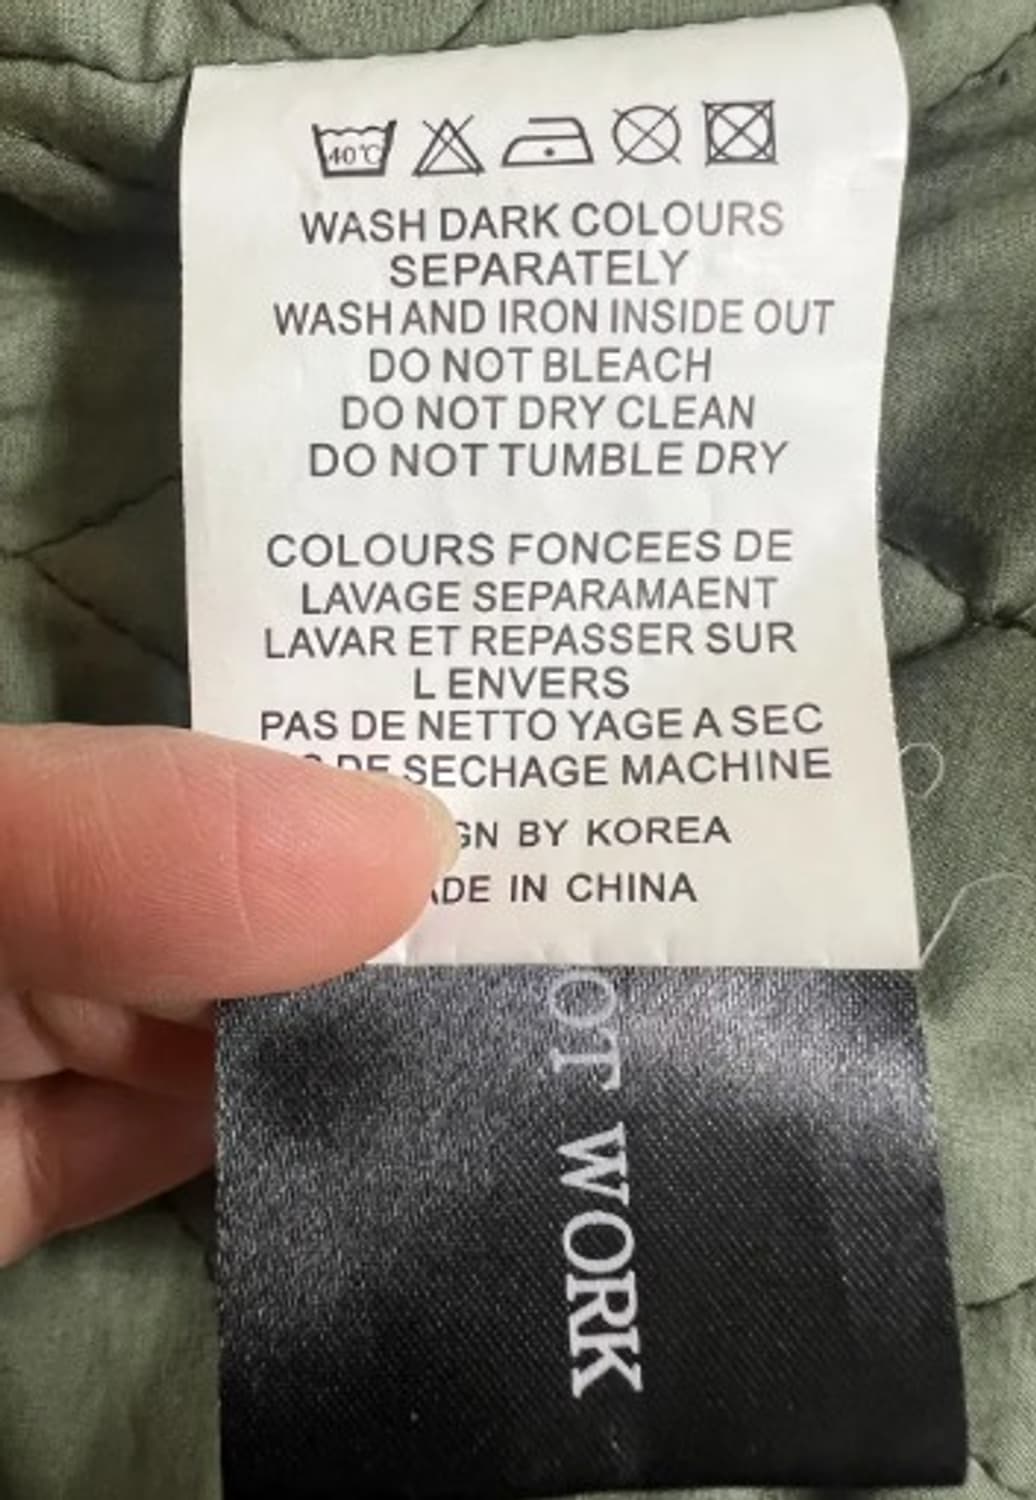 40°C
WASH DARK COLOURS
SEPARATELY
WASH AND IRON INSIDE OUT
DO NOT BLEACH
DO NOT DRY CLEAN
DO NOT TUMBLE DRY
COLOURS FONCEES DE
LAVAGE SEPARAMAENT
LAVAR ET REPASSER SUR
L ENVERS
PAS DE NETTO YAGE A SEC
DE SECHAGE MACHINE
BY KOREA
IN CHINA
WORK